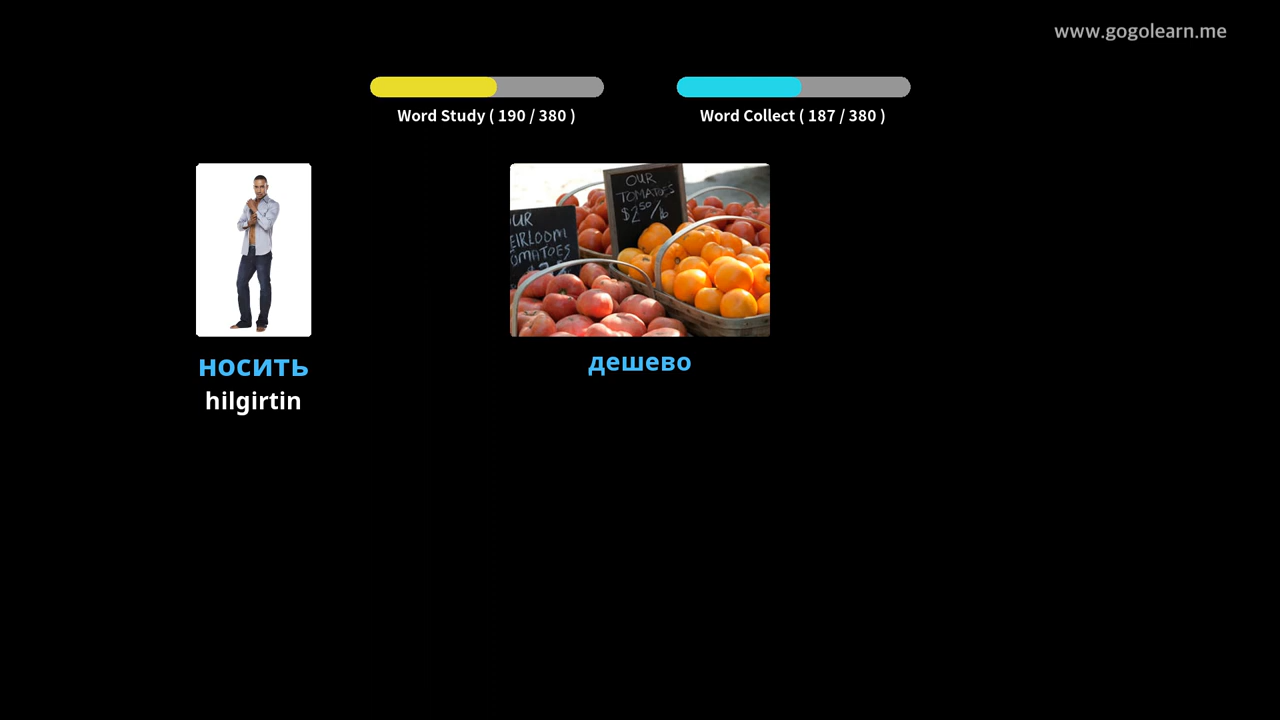 www.gogolearn.me
Word Study ( 190 / 380 )
Word Collect ( 187 / 380 )
OUR
TOMATOES
$2.50/lb
UR
EIRLOOM
OMATOES
носить
hilgirtin
дешево